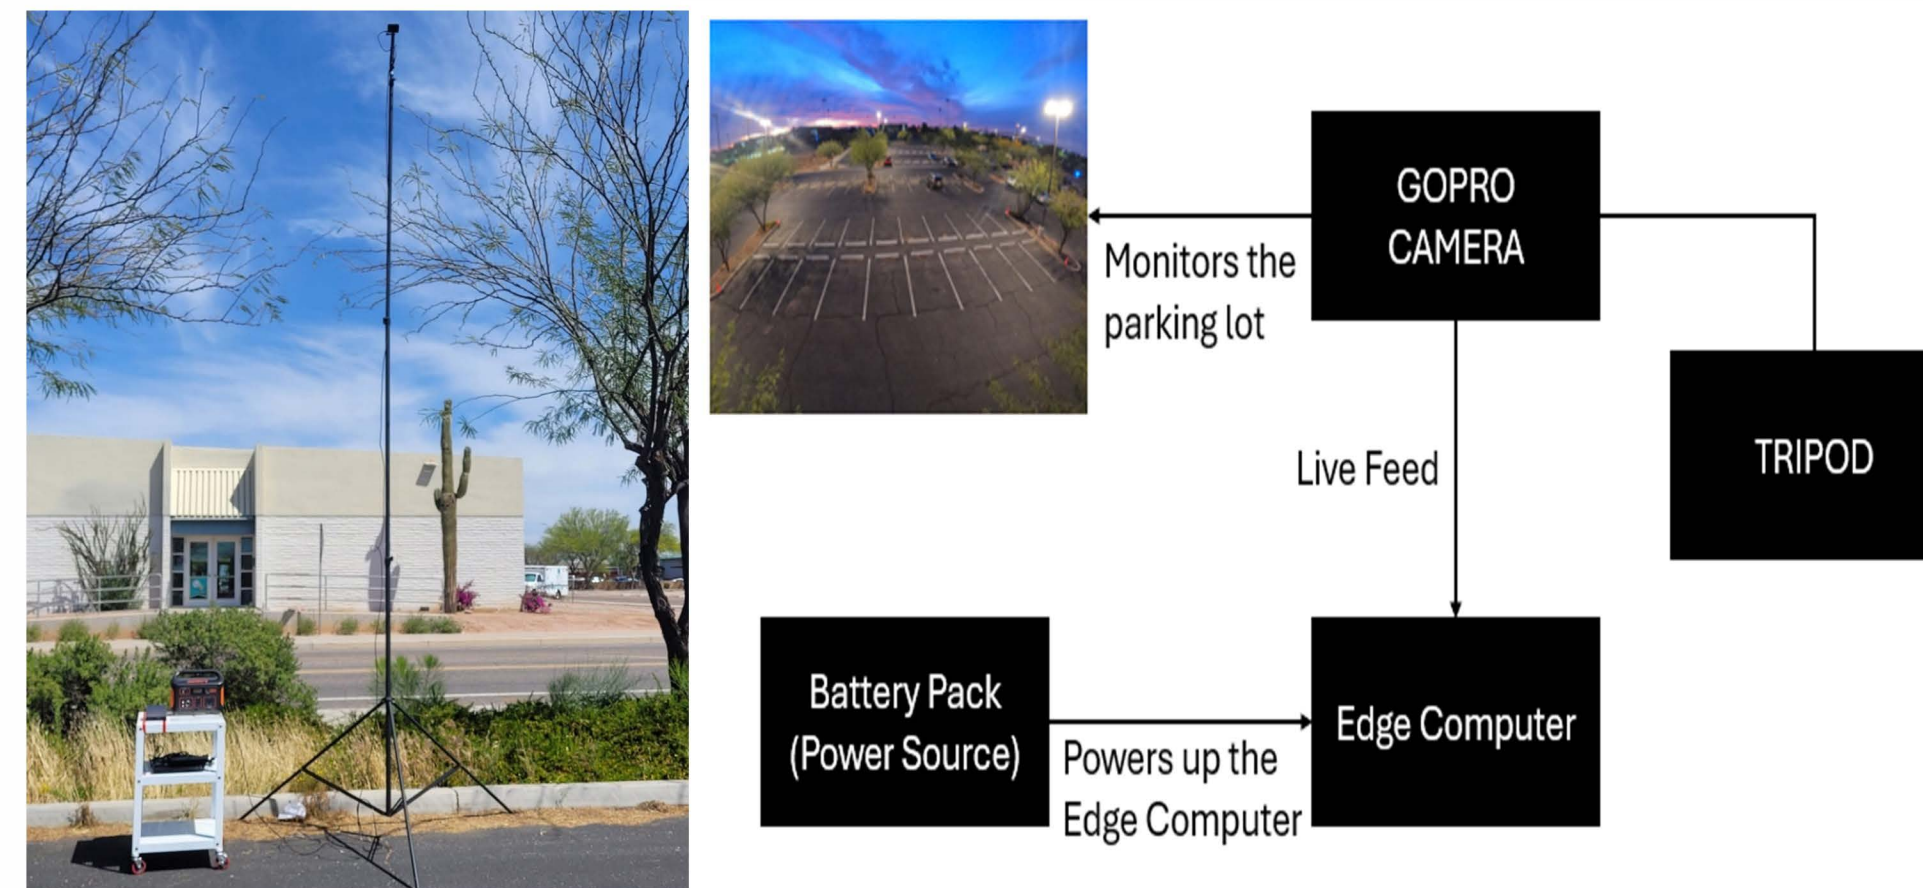 GOPRO
CAMERA
Monitors the
parking lot
Live Feed
TRIPOD
Battery Pack
(Power Source)
Powers up the
Edge Computer
Edge Computer